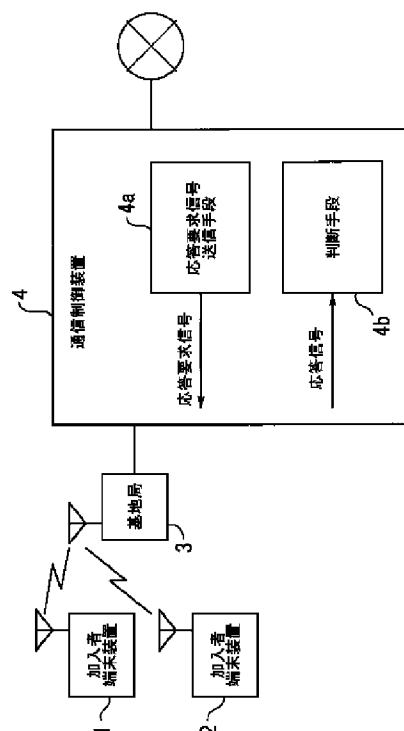 4
通信制御装置
4a
応答要求信号
送信手段
応答要求信号
判断手段
4b
応答信号
基地局
3
加入者
端末装置
1
加入者
端末装置
2